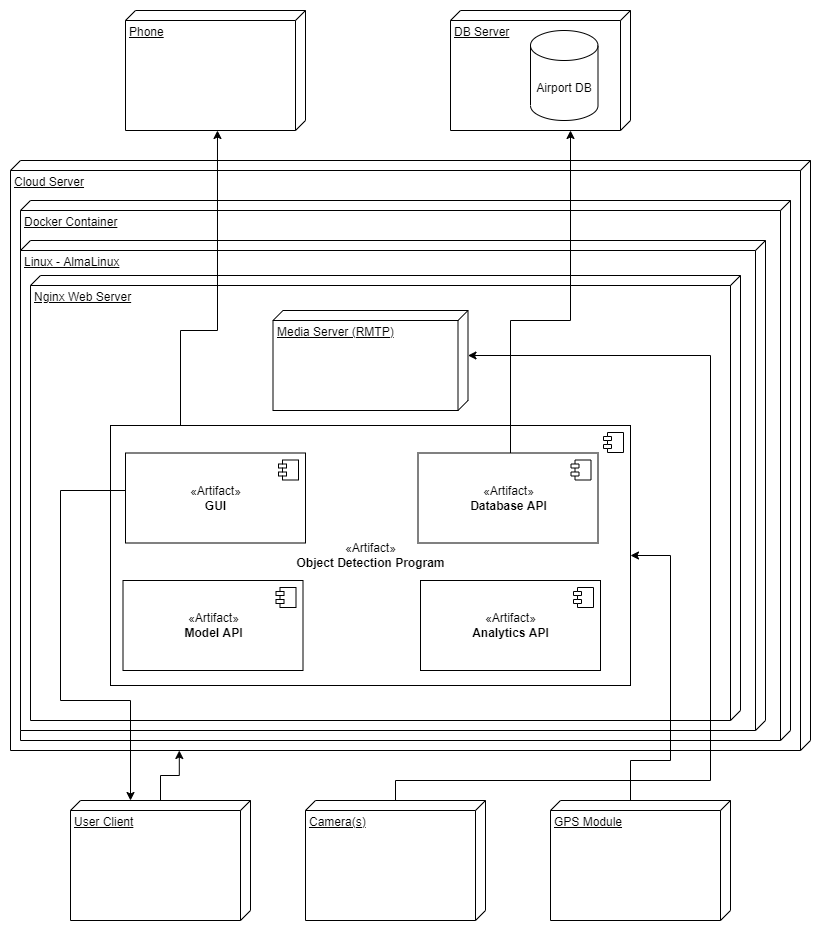 Phone
DB Server
Airport DB
Cloud Server
Docker Container
Linux - AlmaLinux
Nginx Web Server
Media Server (RMTP)
«Artifact»
GUI
«Artifact»
Database API
«Artifact»
Object Detection Program
«Artifact»
Model API
«Artifact»
Analytics API
User Client
Camera(s)
GPS Module